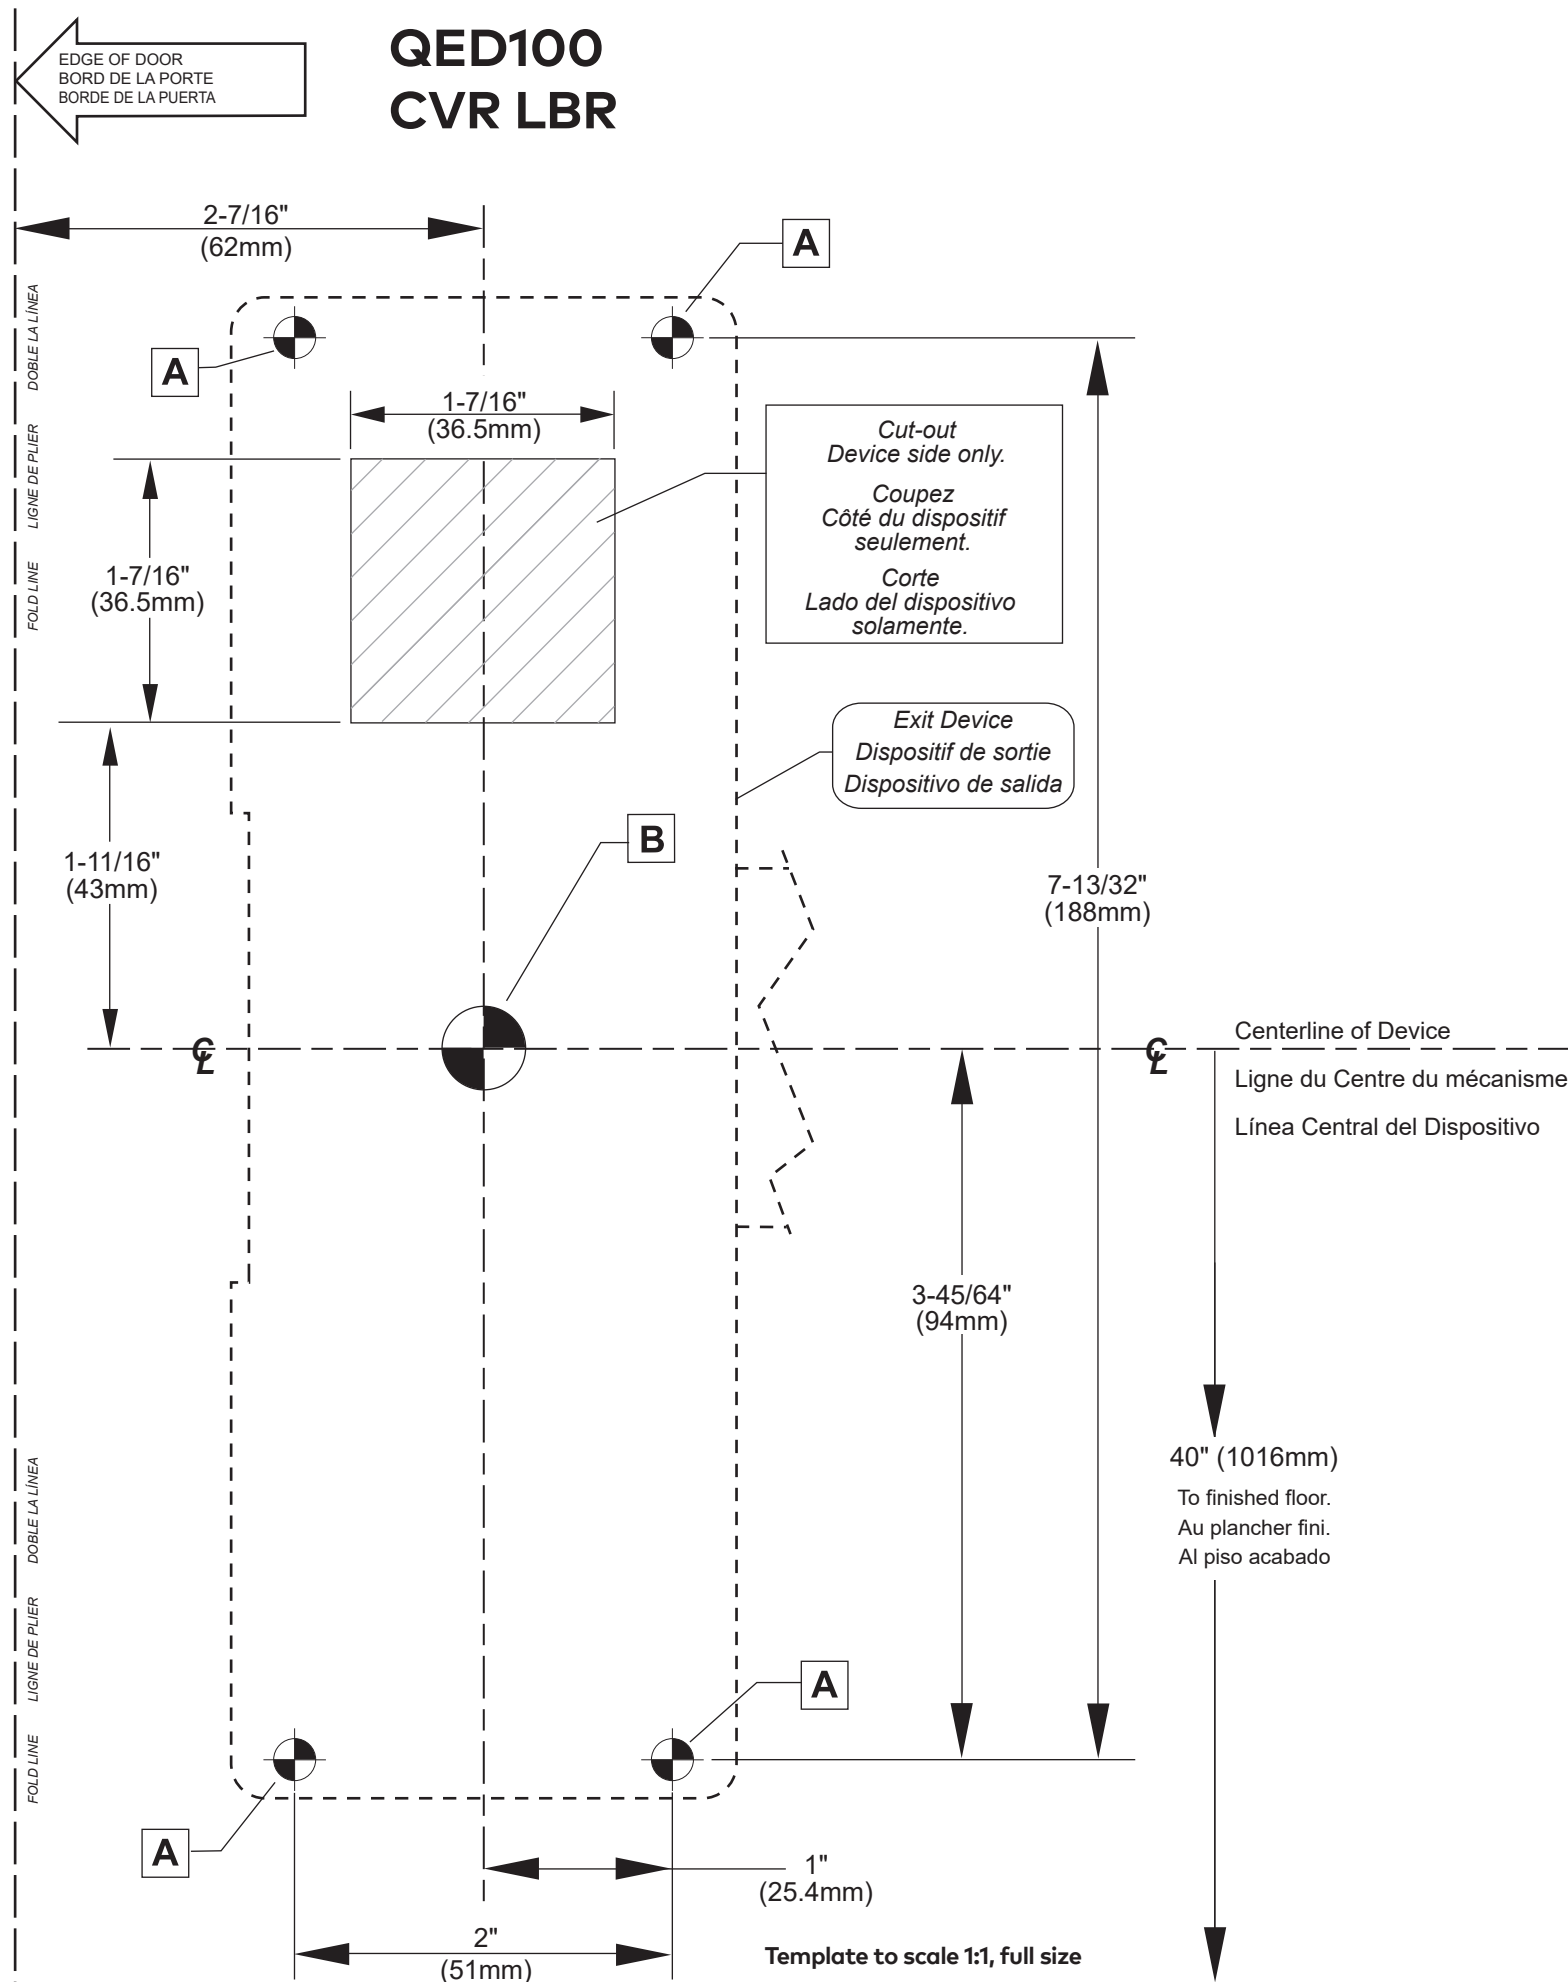 EDGE OF DOOR
BORD DE LA PORTE
BORDE DE LA PUERTA
QED100
CVR LBR
2-7/16"
(62mm)
A
A
1-7/16"
(36.5mm)
Cut-out
Device side only.
Coupez
Côté du dispositif
seulement.
Corte
Lado del dispositivo
solamente.
FOLD LINE LIGNE DE PLIER DOBLE LA LÍNEA
1-7/16"
(36.5mm)
Exit Device
Dispositif de sortie
Dispositivo de salida
B
1-11/16"
(43mm)
7-13/32"
(188mm)
℄
℄
Centerline of Device
Ligne du Centre du mécanisme
Línea Central del Dispositivo
3-45/64"
(94mm)
40" (1016mm)
To finished floor.
Au plancher fini.
Al piso acabado
FOLD LINE LIGNE DE PLIER DOBLE LA LÍNEA
A
A
1"
(25.4mm)
2"
(51mm)
Template to scale 1:1, full size